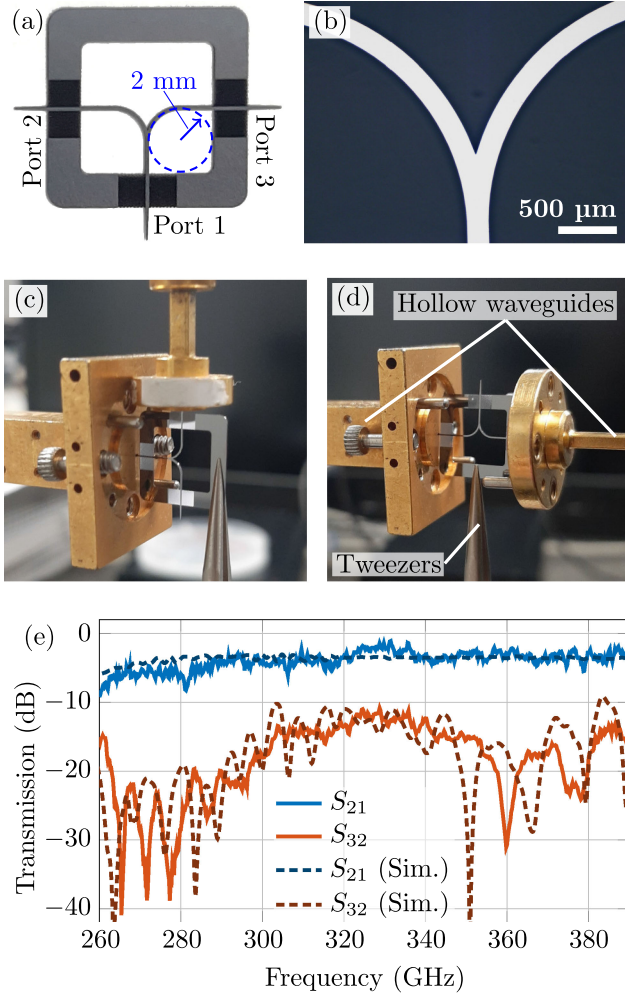 (a)
2 mm
Port 2
Port 3
Port 1
(b)
500 µm
(c)
(d)
Hollow waveguides
Tweezers
(e)
Transmission (dB)
0
−10
−20
−30
−40
S21
S32
S21 (Sim.)
S32 (Sim.)
260 280 300 320 340 360 380
Frequency (GHz)